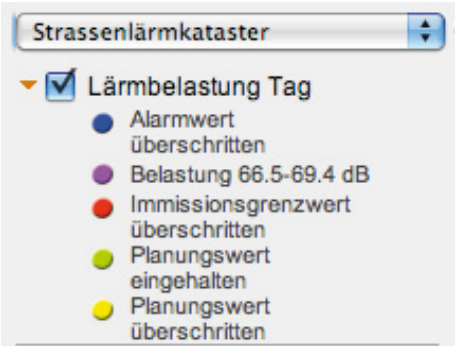 Strassenlärmkataster
Lärmbelastung Tag
Alarmwert
überschritten
Belastung 66.5-69.4 dB
Immissionsgrenzwert
überschritten
Planungswert
eingehalten
Planungswert
überschritten